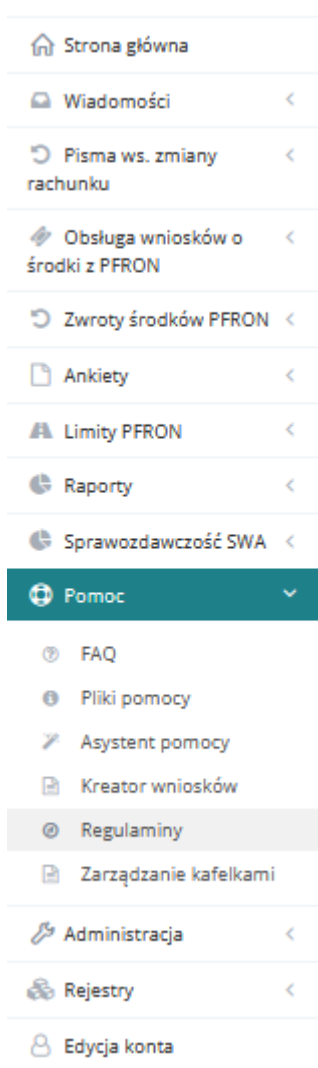 Strona główna
Wiadomości
Pisma ws. zmiany
rachunku
Obsługa wniosków o
środki z PFRON
Zwroty środków PFRON
Ankiety
Limity PFRON
Raporty
Sprawozdawczość SWA
Pomoc
FAQ
Pliki pomocy
Asystent pomocy
Kreator wniosków
Regulaminy
Zarządzanie kafelkami
Administracja
Rejestry
Edycja konta